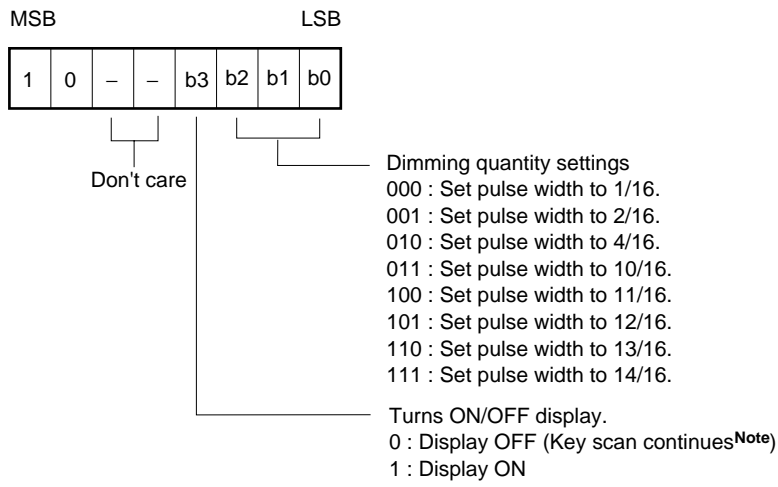 MSB LSB
1 0 – – b3 b2 b1 b0
Don't care
Dimming quantity settings
000 : Set pulse width to 1/16.
001 : Set pulse width to 2/16.
010 : Set pulse width to 4/16.
011 : Set pulse width to 10/16.
100 : Set pulse width to 11/16.
101 : Set pulse width to 12/16.
110 : Set pulse width to 13/16.
111 : Set pulse width to 14/16.
Turns ON/OFF display.
0 : Display OFF (Key scan continuesNote)
1 : Display ON